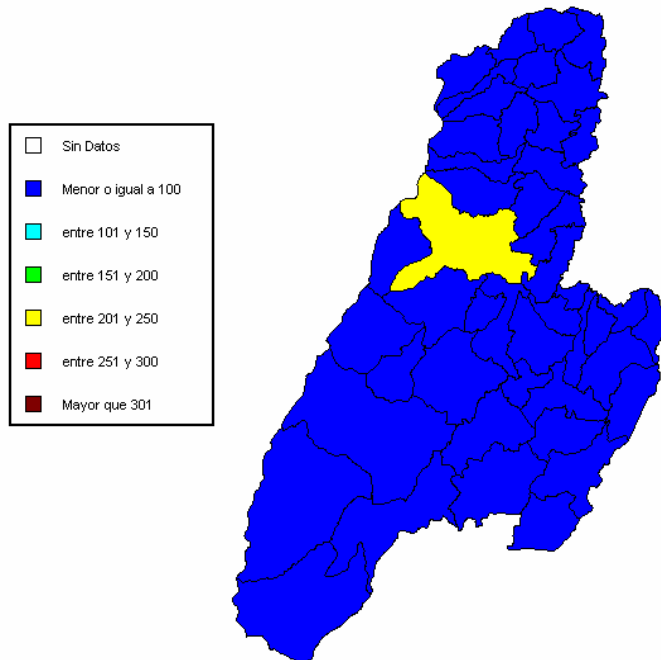 Sin Datos
Menor o igual a 100
entre 101 y 150
entre 151 y 200
entre 201 y 250
entre 251 y 300
Mayor que 301